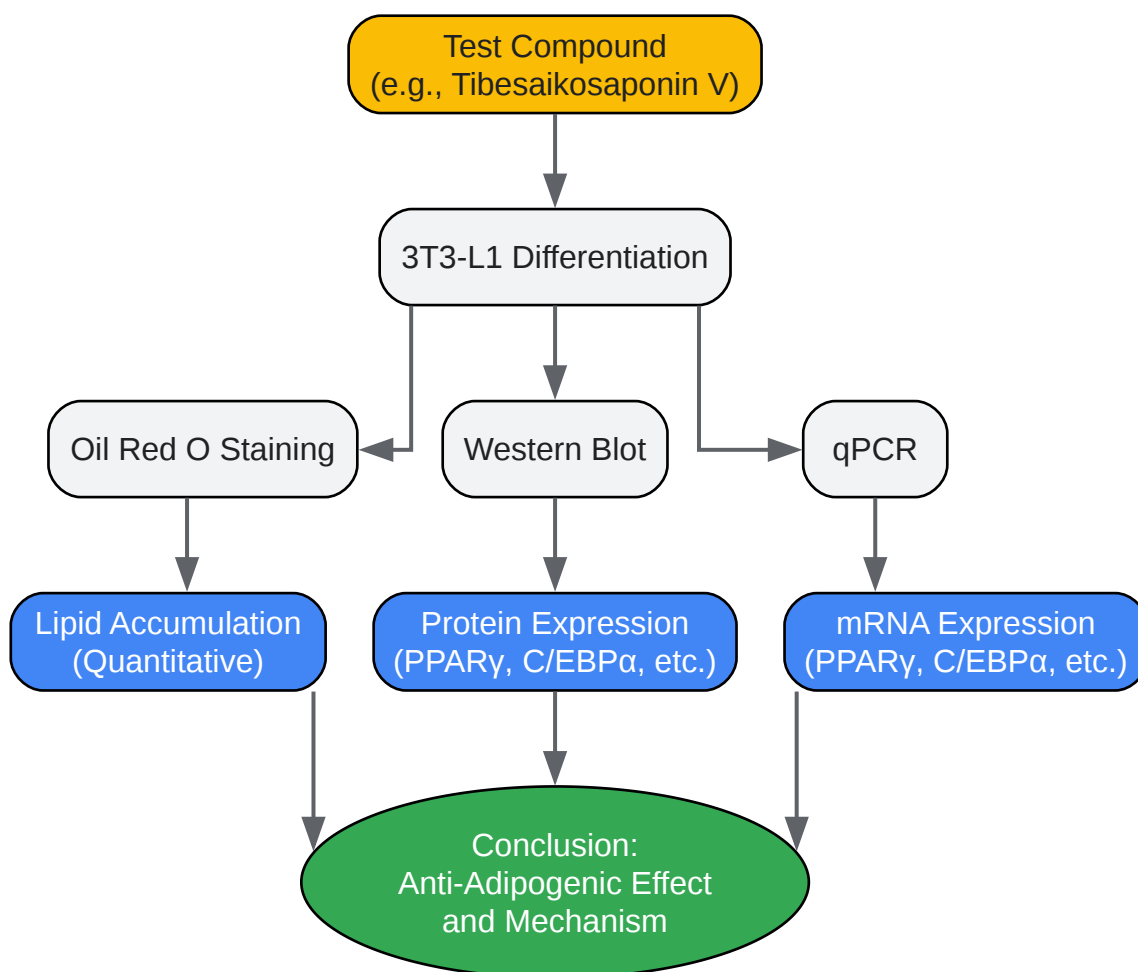 Test Compound
(e.g., Tibesaikosaponin V)
3T3-L1 Differentiation
Oil Red O Staining
Western Blot
qPCR
Lipid Accumulation
(Quantitative)
Protein Expression
(PPARγ, C/EBPα, etc.)
mRNA Expression
(PPARγ, C/EBPα, etc.)
Conclusion:
Anti-Adipogenic Effect
and Mechanism